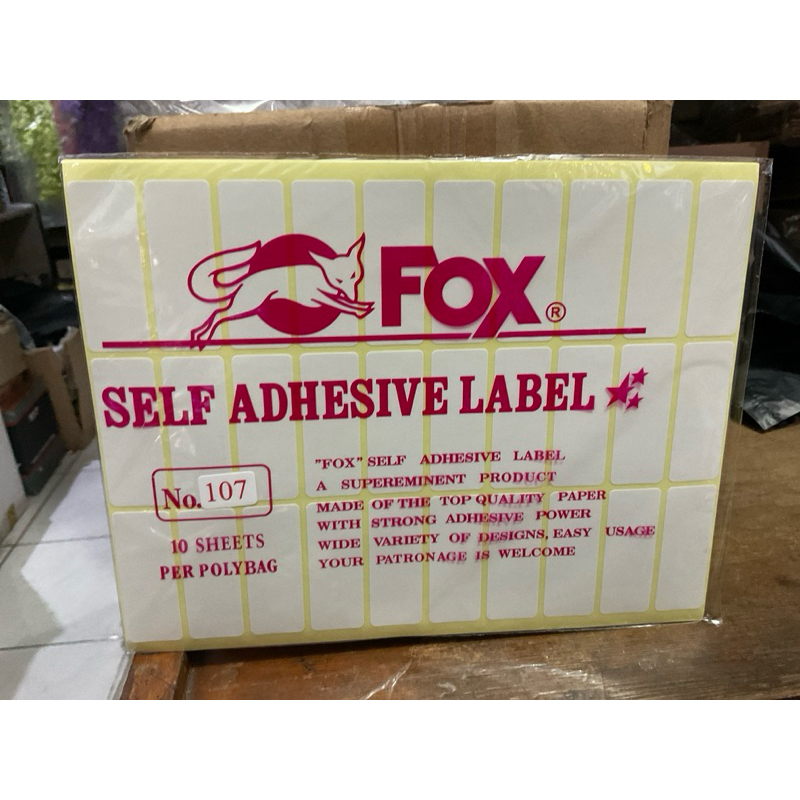 FOX ®
SELF ADHESIVE LABEL
No. 107
10 SHEETS
PER POLYBAG
"FOX" SELF ADHESIVE LABEL
A SUPEREMINENT PRODUCT
MADE OF THE TOP QUALITY PAPER
WITH STRONG ADHESIVE POWER
WIDE VARIETY OF DESIGNS, EASY USAGE
YOUR PATRONAGE IS WELCOME